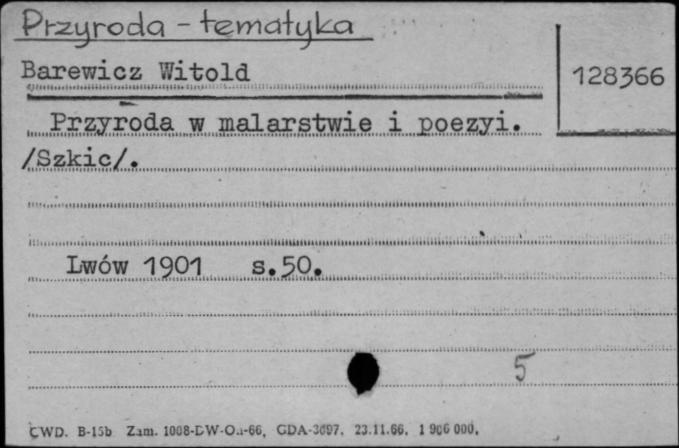 Przyroda - tematyka
Barewicz Witold
128366
Przyroda w malarstwie i poezyi.
/Szkic/.
Lwów 1901 s.50.
5
CWD. B-15b Zam. 1008-DW-Oa-66, GDA-3697. 23.11.66. 1 906 000.